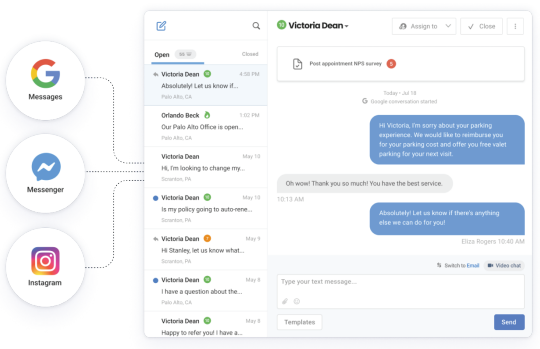 Messages
Messenger
Instagram
Open
Closed
Victoria Dean 10
4:58 PM
Absolutely! Let us know if...
Palo Alto, CA
Orlando Beck
1:02 PM
Our Palo Alto Office is open...
Palo Alto, CA
Victoria Dean
May 10
Hi, I'm looking to change my...
Scranton, PA
Victoria Dean
May 10
Is my policy going to auto-rene...
Scranton, PA
Victoria Dean
May 9
Hi Stanley, let us know what...
Scranton, PA
Victoria Dean
May 8
I have a question about the...
Palo Alto, CA
Victoria Dean
May 8
Happy to refer you! I have a...
10 Victoria Dean
Assign to
Close
Post appointment NPS survey
Today • Jul 18
Google conversation started
Hi Victoria, I'm sorry about your parking
experience. We would like to reimburse you
for your parking cost and offer you free valet
parking for your next visit.
Oh wow! Thank you so much! You have the best service.
10:13 AM
Absolutely! Let us know if there's anything
else we can do for you!
Eliza Rogers 10:40 AM
Switch to Email
Video chat
Type your text message...
Templates
Send